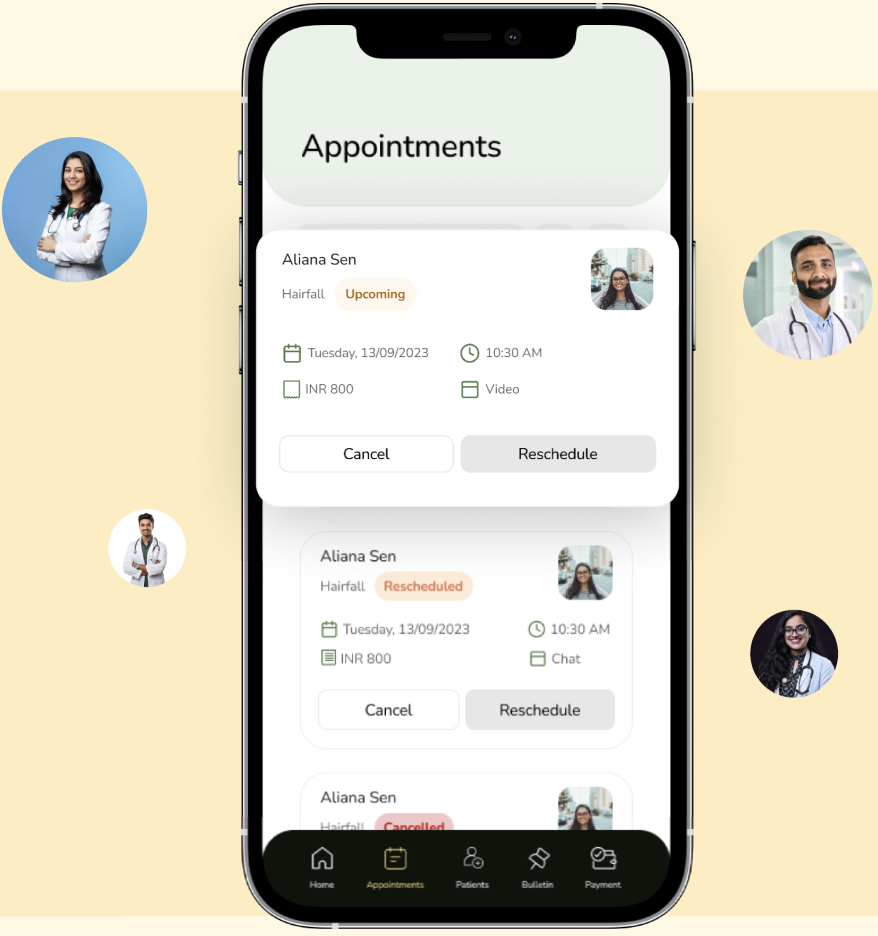 Appointments
Aliana Sen
Hairfall Upcoming
Tuesday, 13/09/2023 10:30 AM
INR 800 Video
Cancel Reschedule
Aliana Sen
Hairfall Rescheduled
Tuesday, 13/09/2023 10:30 AM
INR 800 Chat
Cancel Reschedule
Aliana Sen
Hairfall Cancelled
Home Appointments Patients Bulletin Payment